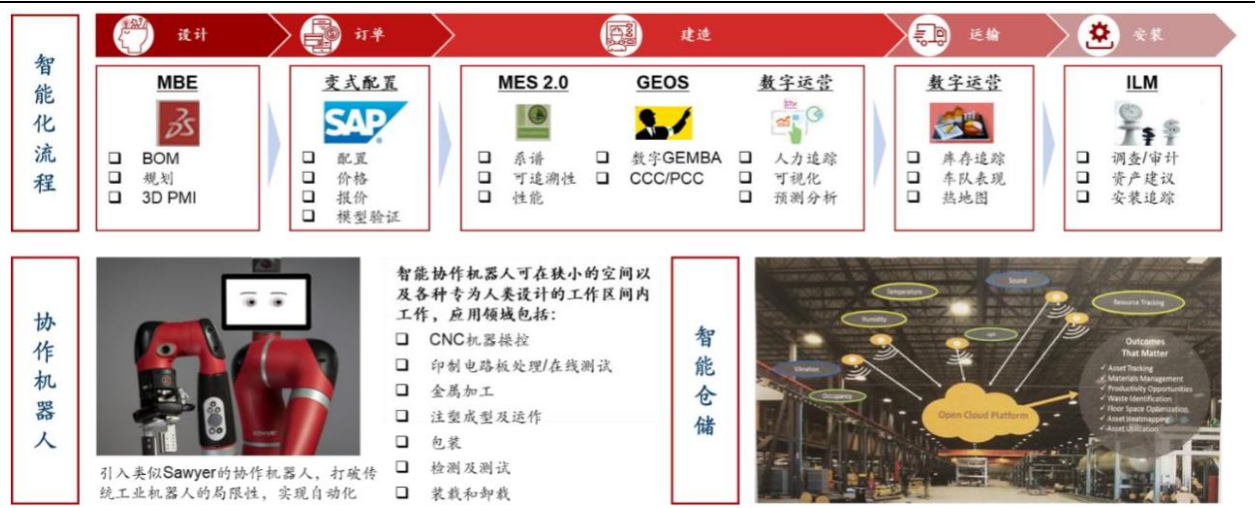 智能化流程
设计
订单
建造
运输
安装
MBE
BOM
规划
3D PMI
变式配置
SAP
配置
价格
报价
模型验证
MES 2.0
系谱
可追溯性
性能
GEOS
数字GEMBA
CCC/PCC
数字运营
人力追踪
可视化
预测分析
数字运营
库存追踪
车队表现
热地图
ILM
调查/审计
资产建议
安装追踪
协作机器人
引入类似Sawyer的协作机器人，打破传
统工业机器人的局限性，实现自动化
智能协作机器人可在狭小的空间以
及各种专为人类设计的工作区间内
工作，应用领域包括：
CNC机器操控
印制电路板处理/在线测试
金属加工
注塑成型及运作
包装
检测及测试
装载和卸载
智能仓储
Sound
Temperature
Resource Tracking
Humidity
Vibration
Occupancy
Open Cloud Platform
Outcomes
That Matter
✓ Asset Tracking
✓ Materials Management
✓ Productivity Opportunities
✓ Waste Identification
✓ Floor Space Optimization
✓ Asset Heatmapping
✓ Asset Utilization